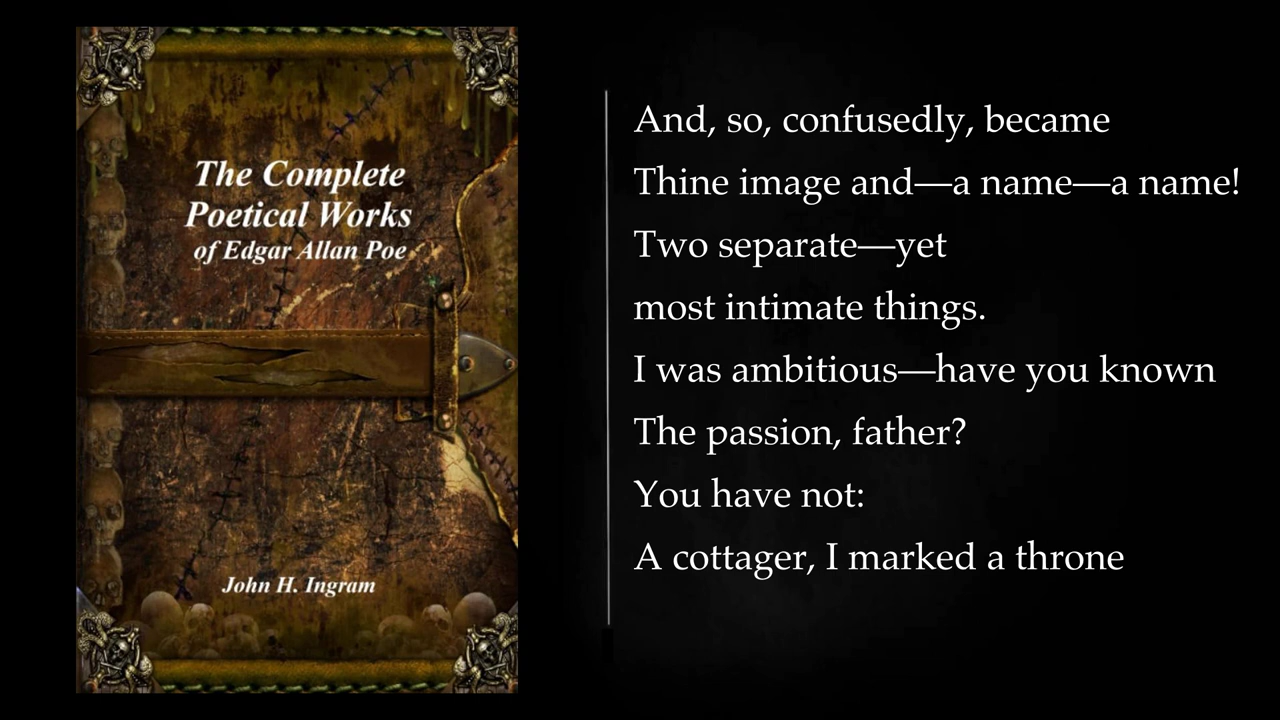 The Complete
Poetical Works
of Edgar Allan Poe
John H. Ingram
And, so, confusedly, became
Thine image and—a name—a name!
Two separate—yet
most intimate things.
I was ambitious—have you known
The passion, father?
You have not:
A cottager, I marked a throne